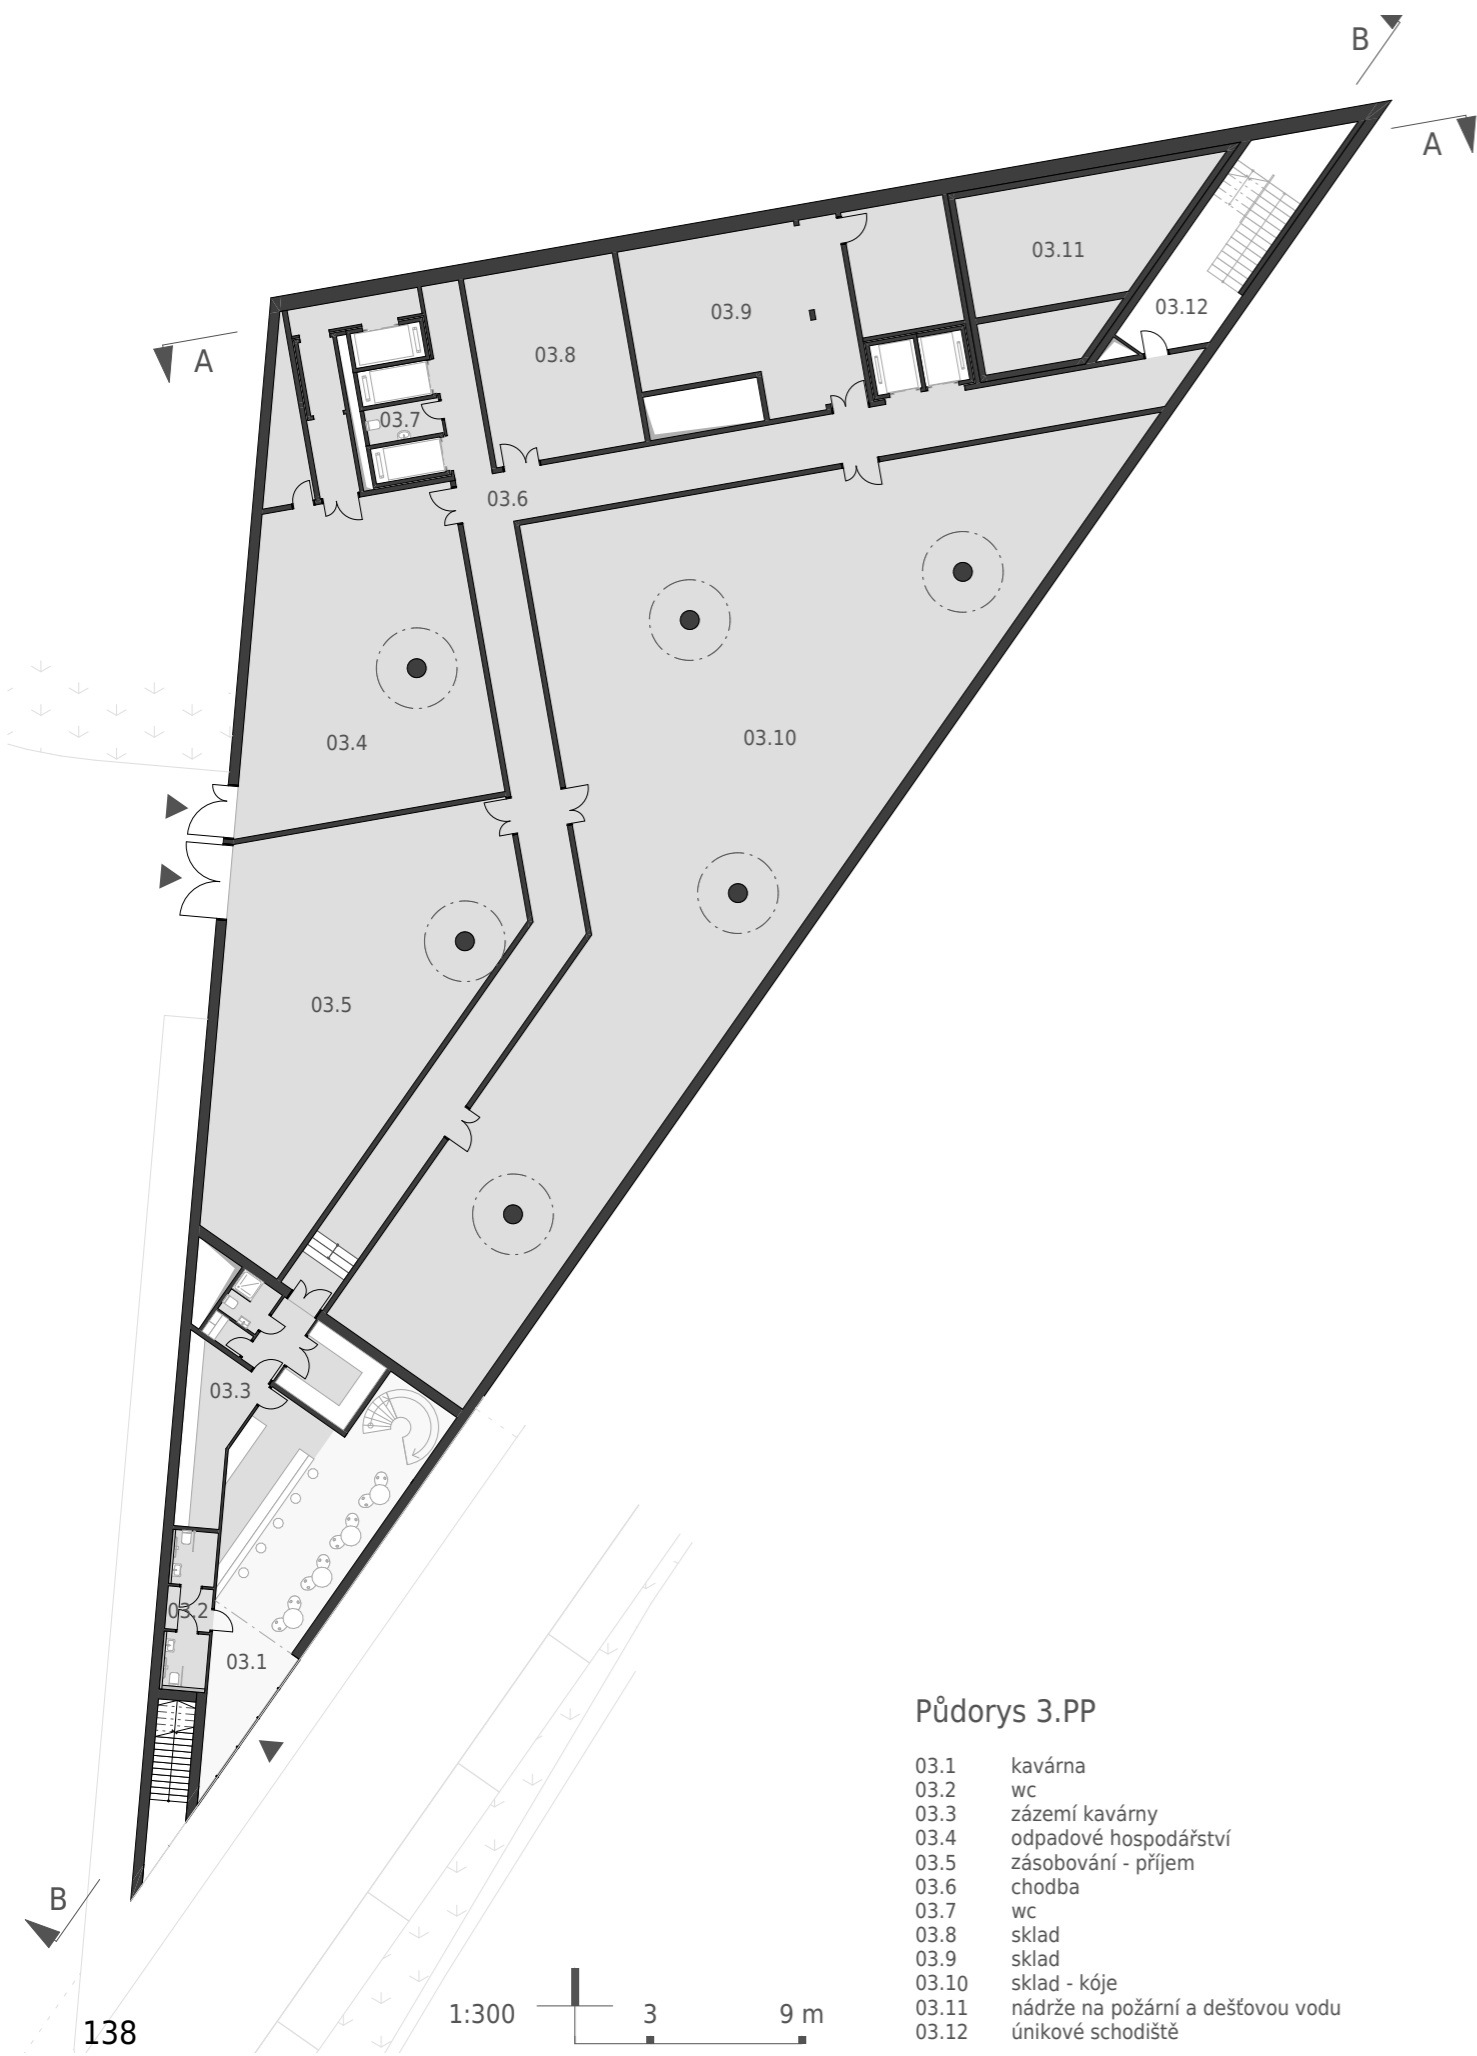 B
A
03.11
03.12
03.9
A
03.8
03.7
03.6
03.4
03.10
03.5
03.3
03.2
03.1
Půdorys 3.PP
03.1 kavárna
03.2 wc
03.3 zázemí kavárny
03.4 odpadové hospodářství
03.5 zásobování - příjem
03.6 chodba
03.7 wc
03.8 sklad
03.9 sklad
03.10 sklad - kóje
03.11 nádrže na požární a dešťovou vodu
03.12 únikové schodiště
B
1:300 3 9 m
138